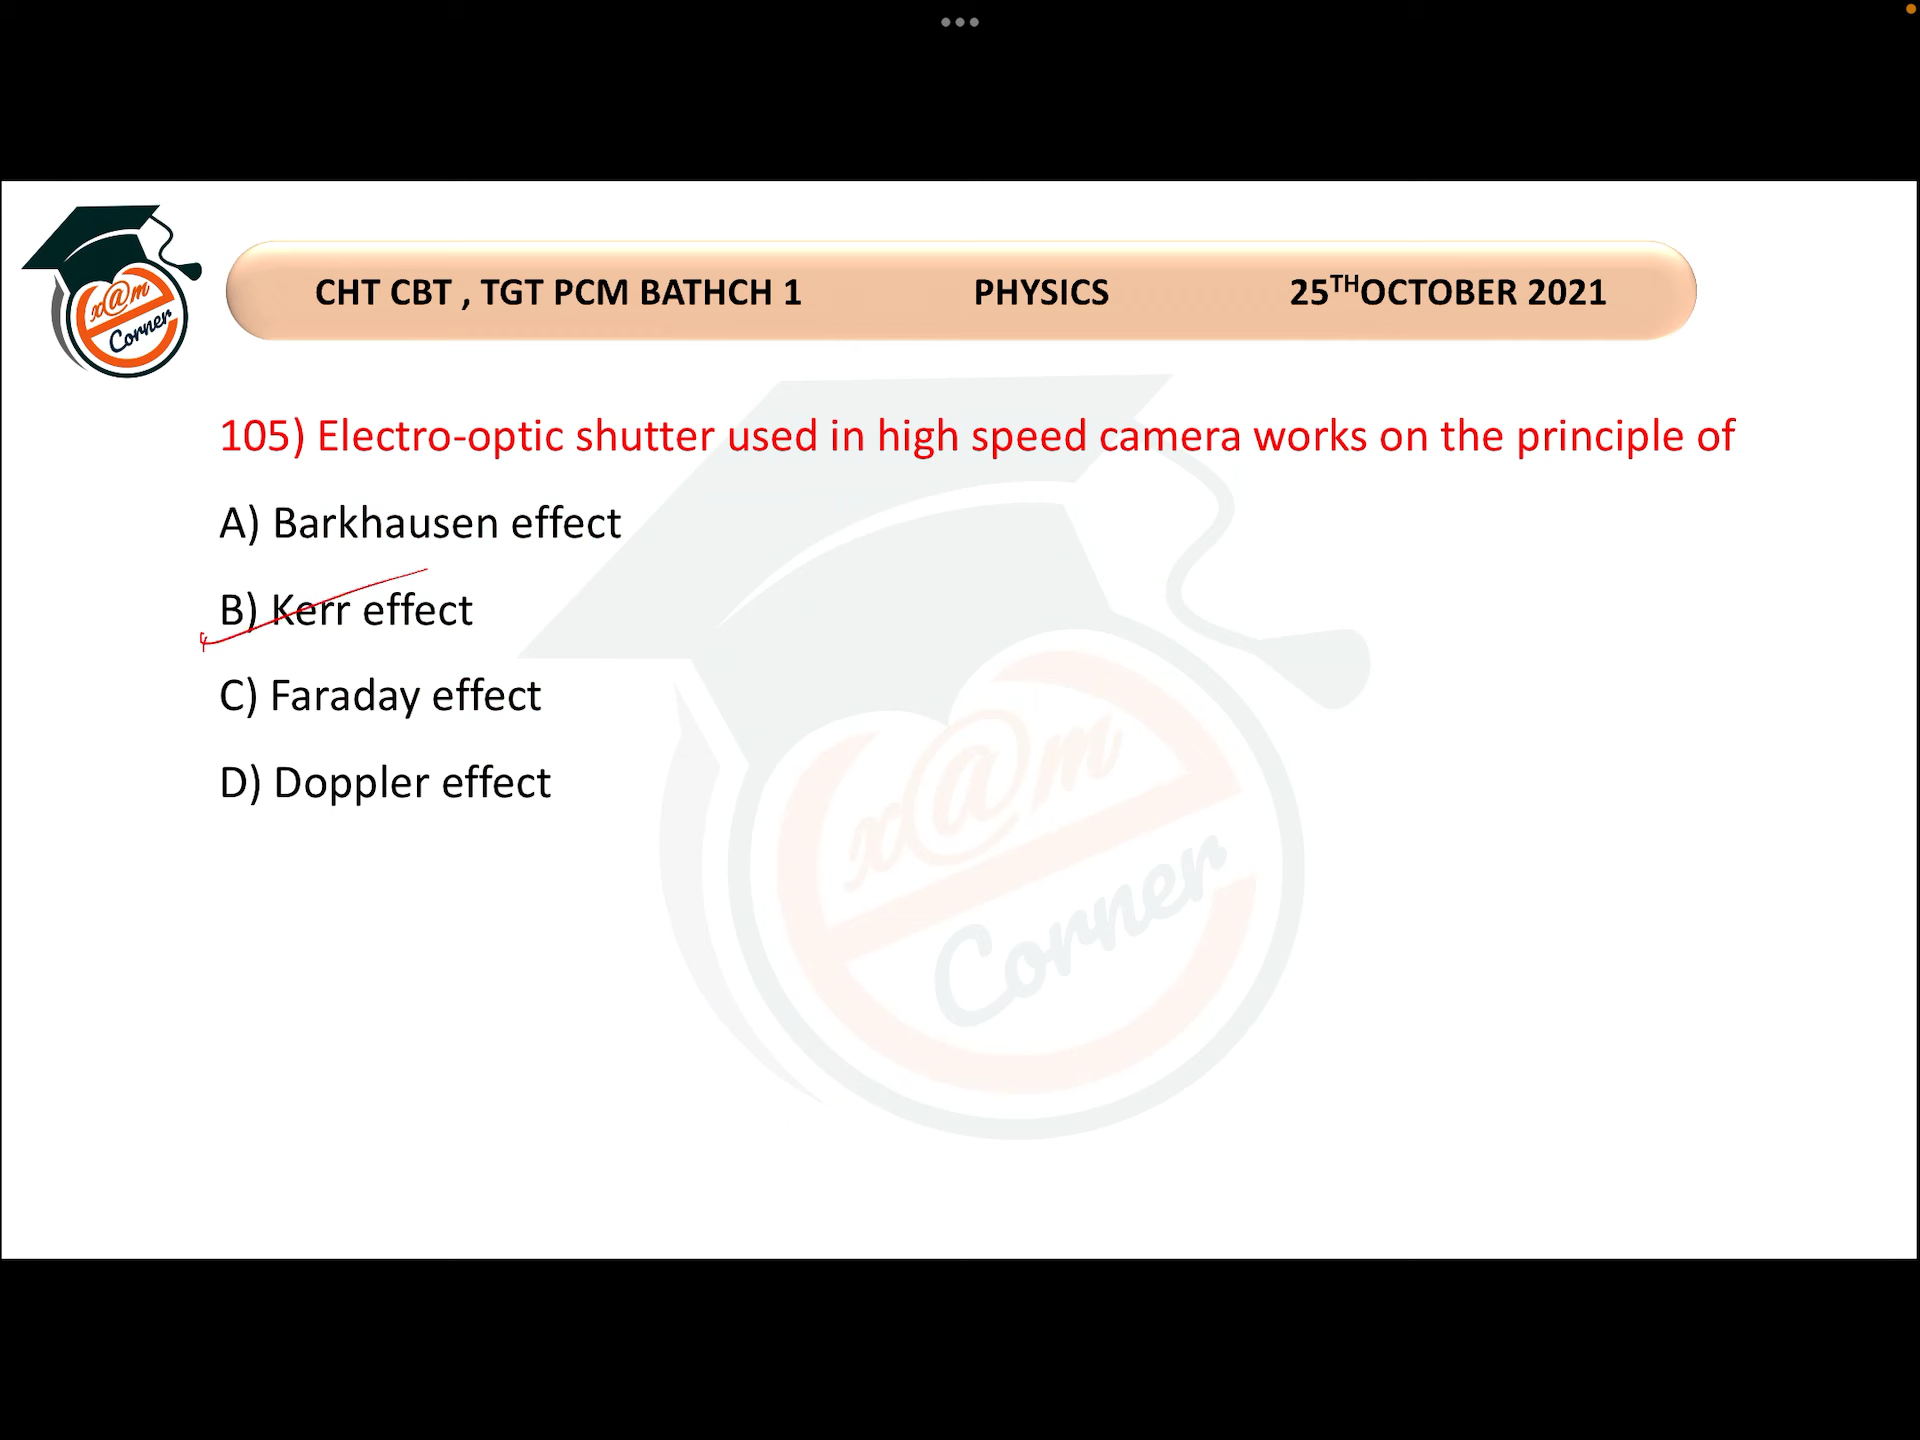 x@m
Corner
CHT CBT , TGT PCM BATHCH 1 PHYSICS 25THOCTOBER 2021
105) Electro-optic shutter used in high speed camera works on the principle of
A) Barkhausen effect
B) Kerr effect
C) Faraday effect
D) Doppler effect
x@m
Corner